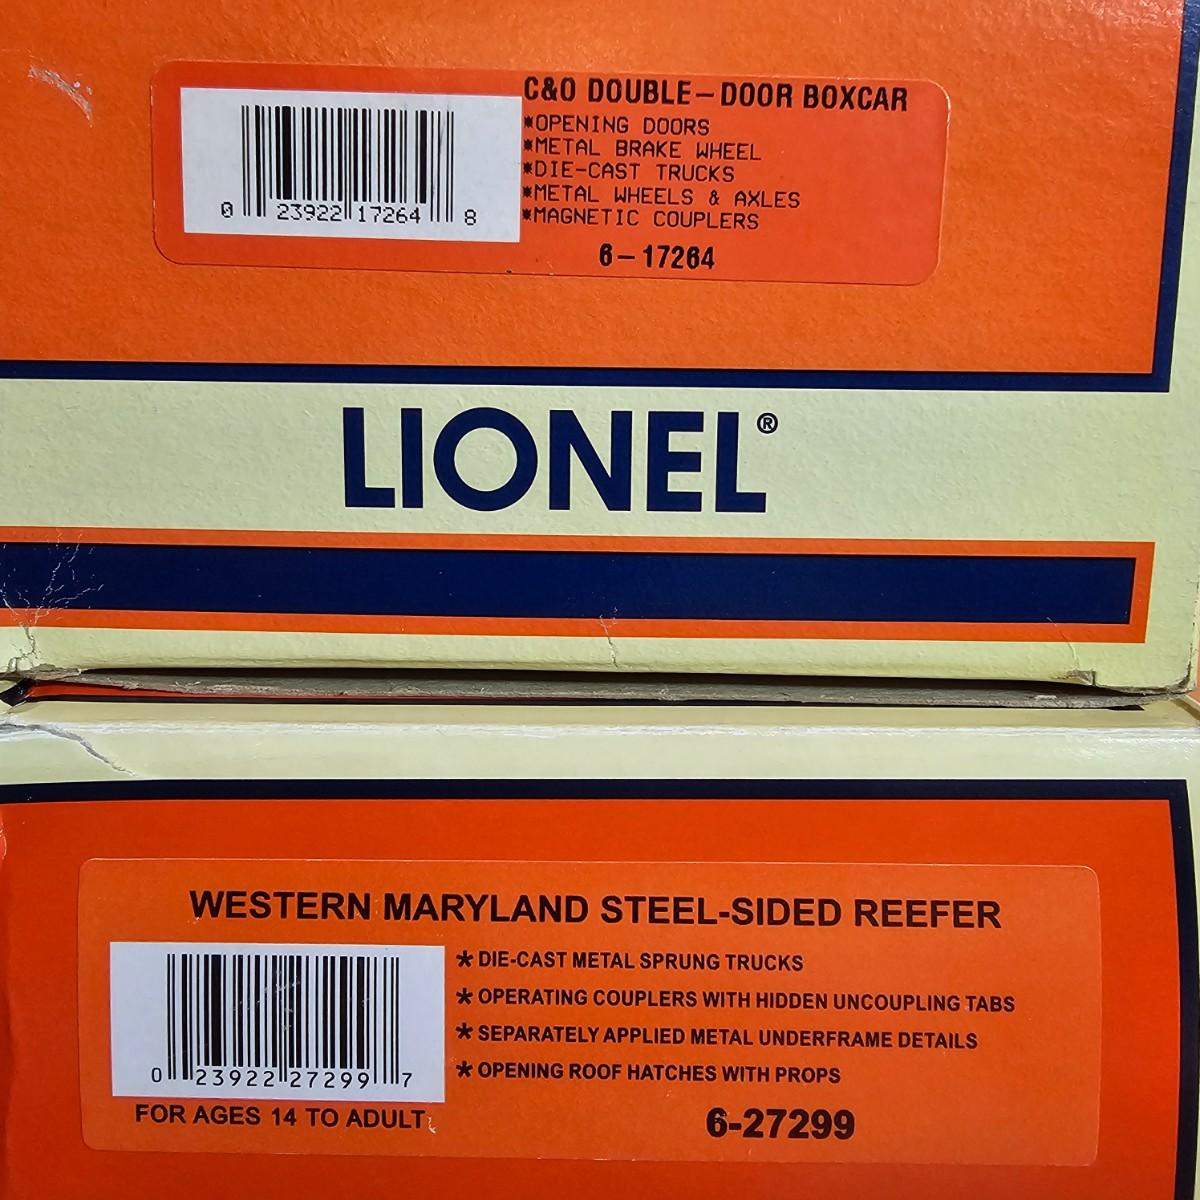 C&O DOUBLE-DOOR BOXCAR
*OPENING DOORS
*METAL BRAKE WHEEL
*DIE-CAST TRUCKS
*METAL WHEELS & AXLES
*MAGNETIC COUPLERS
0 23922 17264 8
6-17264
LIONEL®
WESTERN MARYLAND STEEL-SIDED REEFER
* DIE-CAST METAL SPRUNG TRUCKS
* OPERATING COUPLERS WITH HIDDEN UNCOUPLING TABS
* SEPARATELY APPLIED METAL UNDERFRAME DETAILS
* OPENING ROOF HATCHES WITH PROPS
0 23922 27299 7
FOR AGES 14 TO ADULT
6-27299